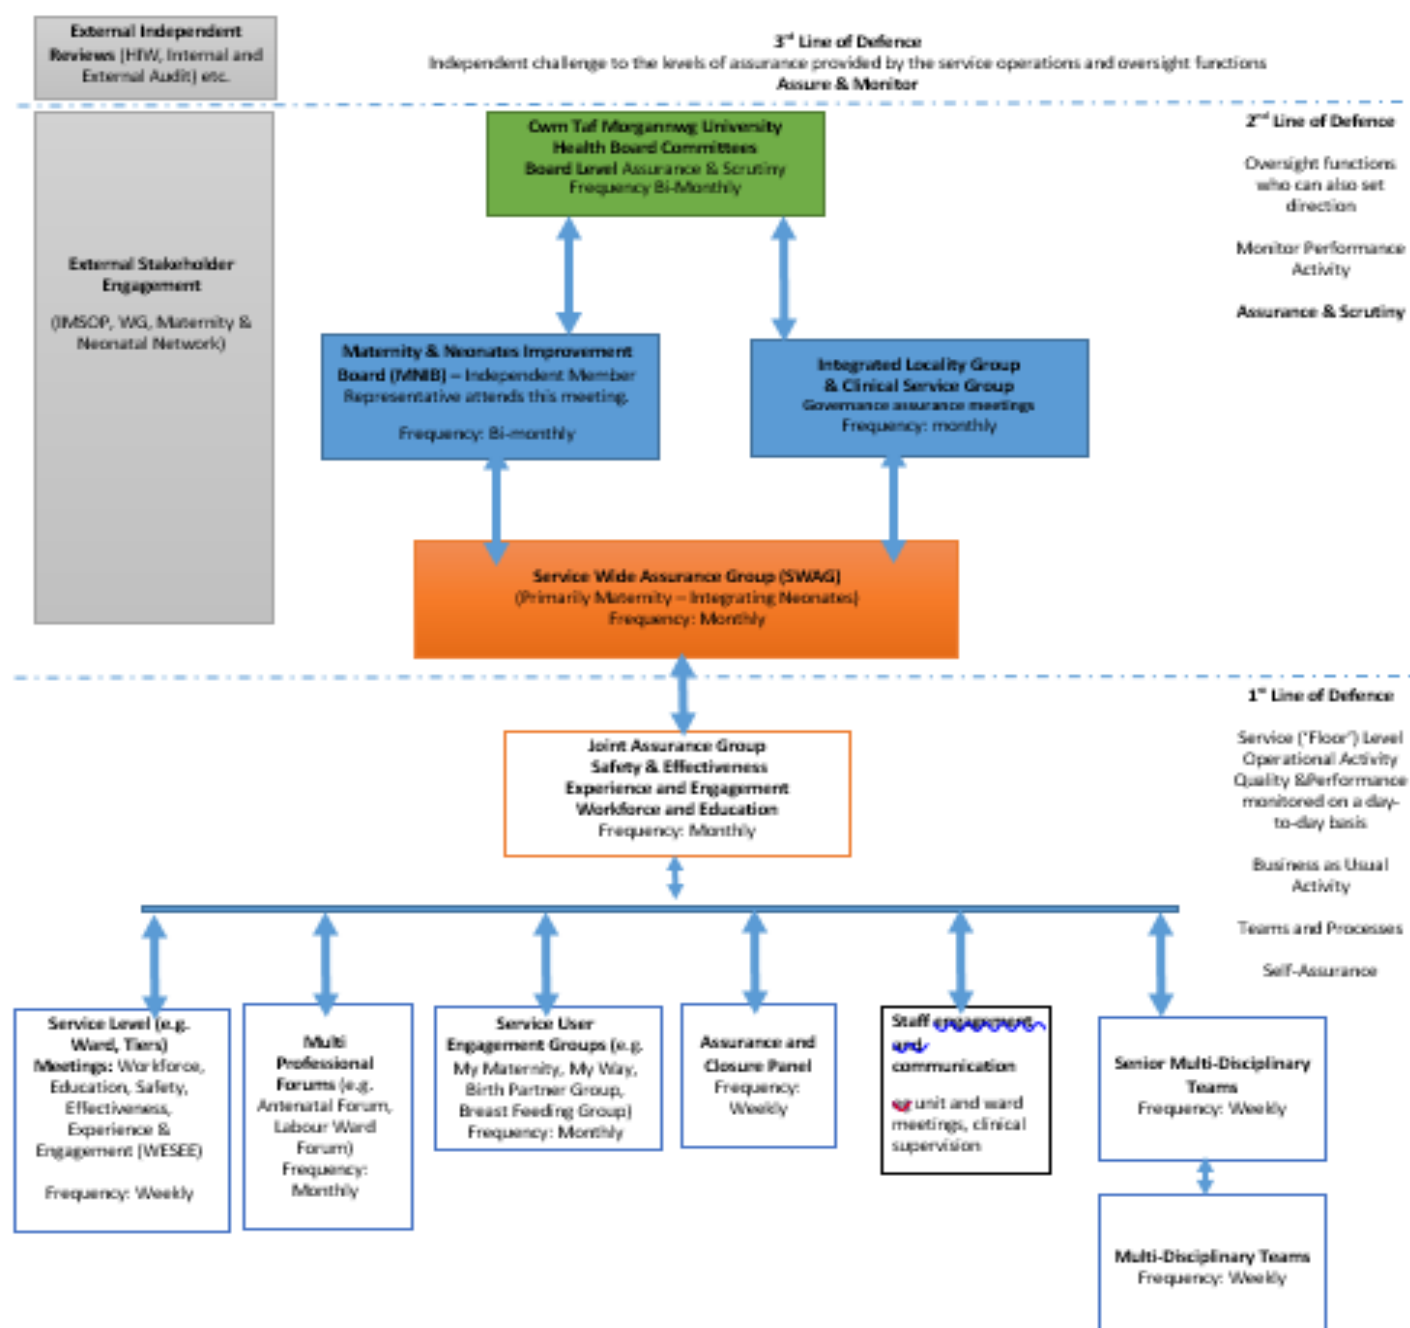 External Independent
Reviews (HIW, Internal and
External Audit) etc.
3rd Line of Defence
Independent challenge to the levels of assurance provided by the service operations and oversight functions
Assure & Monitor
2nd Line of Defence
Oversight functions
who can also set
direction
Monitor Performance
Activity
Assurance & Scrutiny
External Stakeholder
Engagement
(IMSOP, WG, Maternity &
Neonatal Network)
Cwm Taf Morgannwg University
Health Board Committees
Board Level Assurance & Scrutiny
Frequency Bi-Monthly
Maternity & Neonates Improvement
Board (MNIB) – Independent Member
Representative attends this meeting.
Frequency: Bi-monthly
Integrated Locality Group
& Clinical Service Group
Governance assurance meetings
Frequency: monthly
Service Wide Assurance Group (SWAG)
(Primarily Maternity – Integrating Neonates)
Frequency: Monthly
1st Line of Defence
Service ('Floor') Level
Operational Activity
Quality &Performance
monitored on a day-
to-day basis
Business as Usual
Activity
Teams and Processes
Self-Assurance
Joint Assurance Group
Safety & Effectiveness
Experience and Engagement
Workforce and Education
Frequency: Monthly
Service Level (e.g.
Ward, Tiers)
Meetings: Workforce,
Education, Safety,
Effectiveness,
Experience &
Engagement (WESEE)
Frequency: Weekly
Multi
Professional
Forums (e.g.
Antenatal Forum,
Labour Ward
Forum)
Frequency:
Monthly
Service User
Engagement Groups (e.g.
My Maternity, My Way,
Birth Partner Group,
Breast Feeding Group)
Frequency: Monthly
Assurance and
Closure Panel
Frequency:
Weekly
Staff engagement
and
communication
unit and ward
meetings, clinical
supervision
Senior Multi-Disciplinary
Teams
Frequency: Weekly
Multi-Disciplinary Teams
Frequency: Weekly